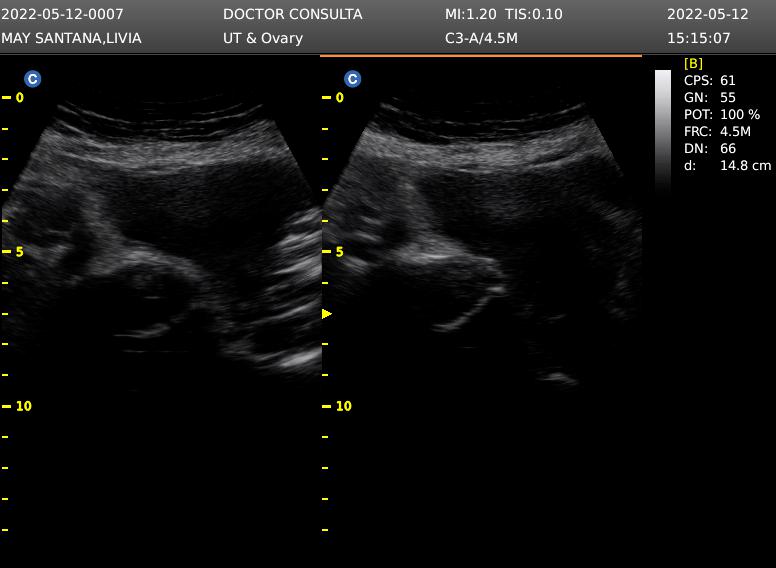 2022-05-12-0007 DOCTOR CONSULTA MI:1.20 TIS:0.10 2022-05-12
MAY SANTANA,LIVIA UT & Ovary C3-A/4.5M 15:15:07
[B]
CPS: 61
GN: 55
POT: 100 %
FRC: 4.5M
DN: 66
d: 14.8 cm
C C
0 0
5 5
10 10